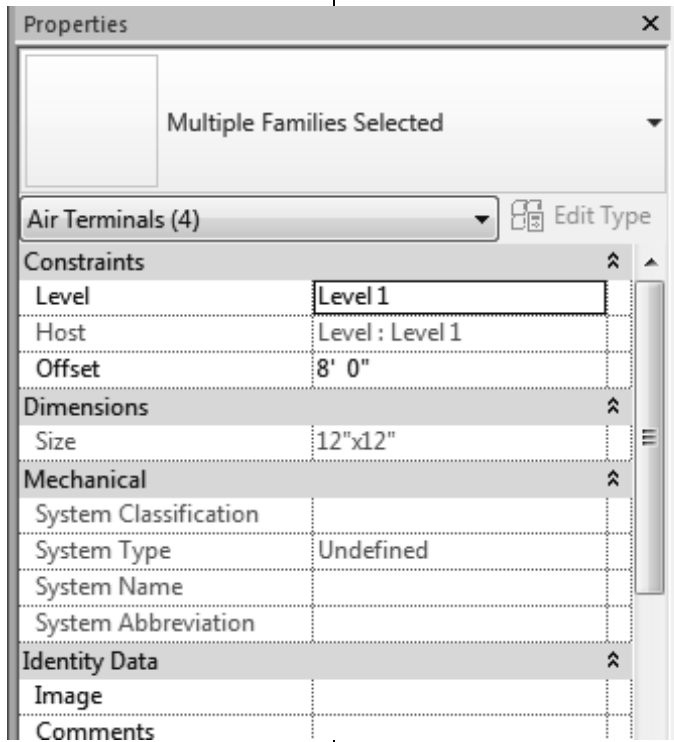 Properties
Multiple Families Selected
Air Terminals (4) Edit Type
Constraints
Level Level 1
Host Level : Level 1
Offset 8' 0"
Dimensions
Size 12"x12"
Mechanical
System Classification
System Type Undefined
System Name
System Abbreviation
Identity Data
Image
Comments